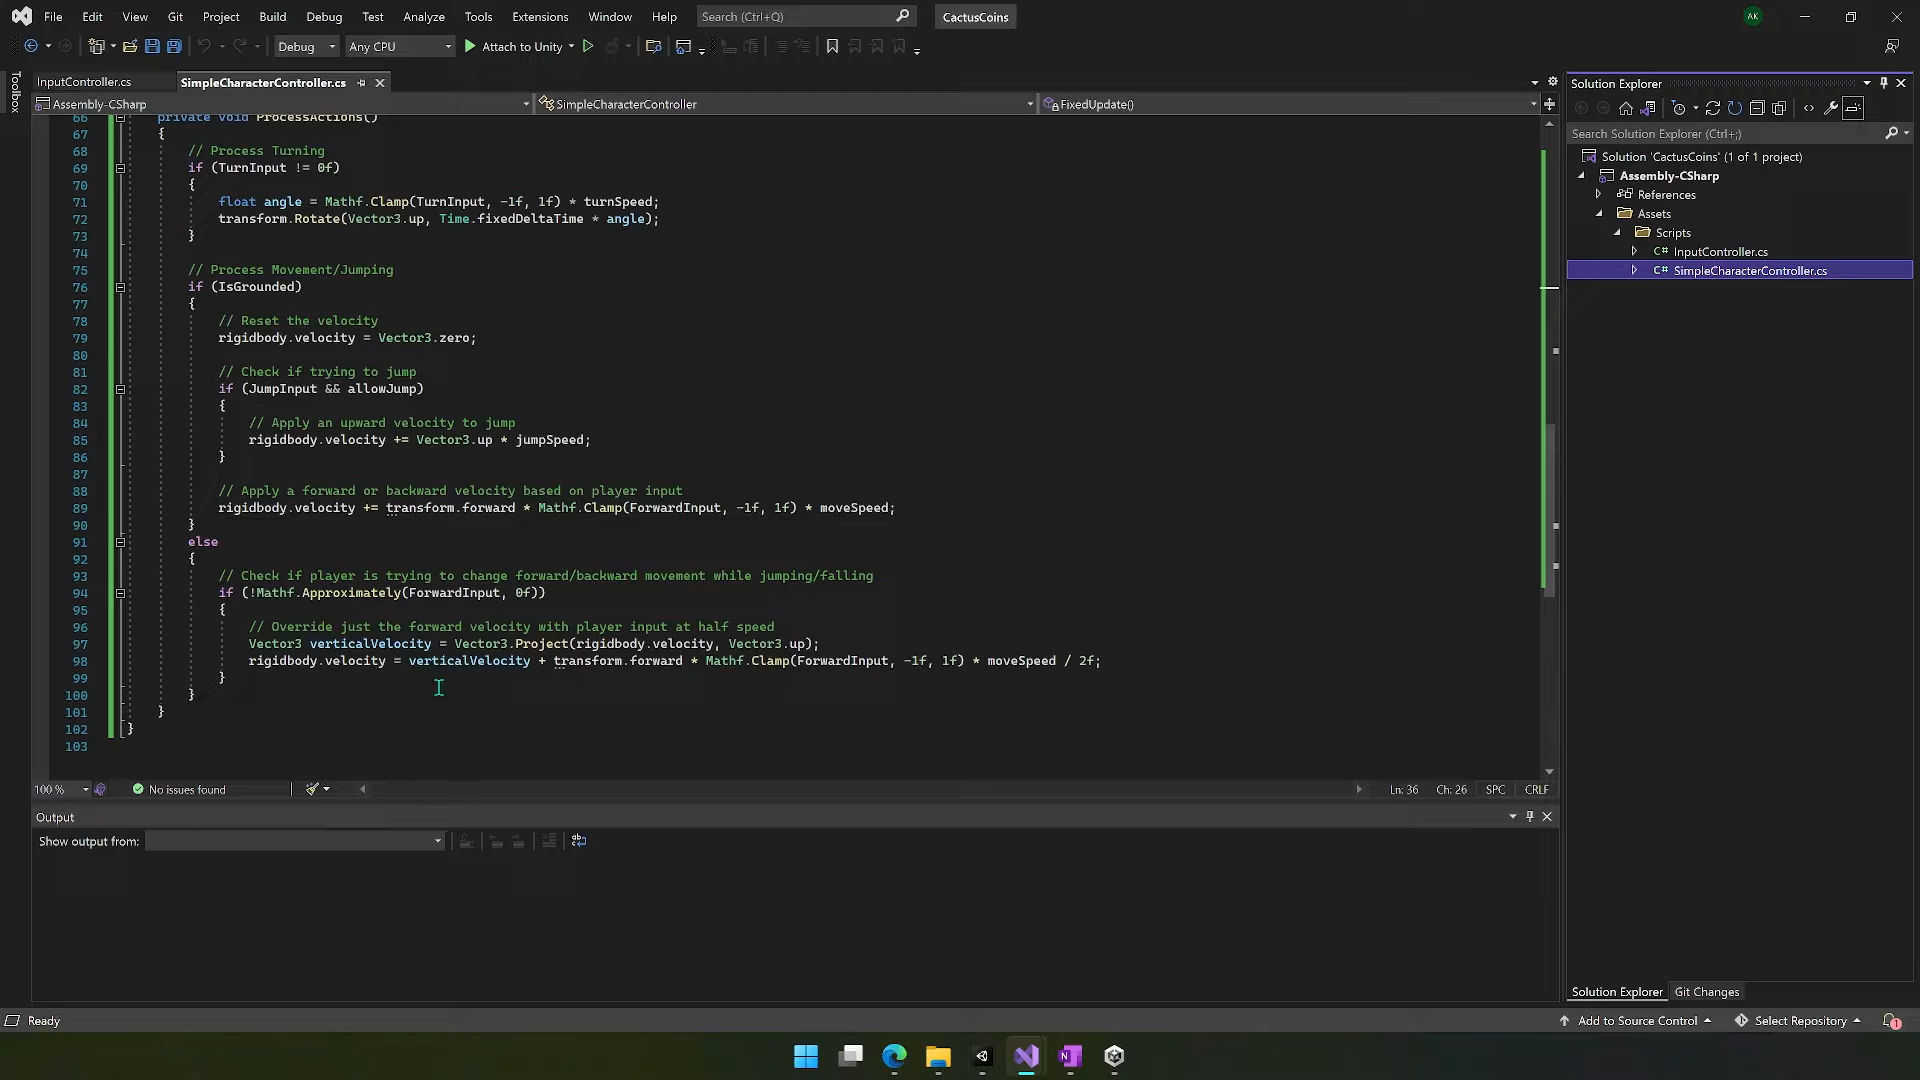 File Edit View Git Project Build Debug Test Analyze Tools Extensions Window Help Search (Ctrl+Q) CactusCoins AK
Debug Any CPU Attach to Unity
Toolbox
InputController.cs SimpleCharacterController.cs
Assembly-CSharp SimpleCharacterController FixedUpdate()
66 private void ProcessActions()
67 {
68 // Process Turning
69 if (TurnInput != 0f)
70 {
71 float angle = Mathf.Clamp(TurnInput, -1f, 1f) * turnSpeed;
72 transform.Rotate(Vector3.up, Time.fixedDeltaTime * angle);
73 }
74
75 // Process Movement/Jumping
76 if (IsGrounded)
77 {
78 // Reset the velocity
79 rigidbody.velocity = Vector3.zero;
80
81 // Check if trying to jump
82 if (JumpInput && allowJump)
83 {
84 // Apply an upward velocity to jump
85 rigidbody.velocity += Vector3.up * jumpSpeed;
86 }
87
88 // Apply a forward or backward velocity based on player input
89 rigidbody.velocity += transform.forward * Mathf.Clamp(ForwardInput, -1f, 1f) * moveSpeed;
90 }
91 else
92 {
93 // Check if player is trying to change forward/backward movement while jumping/falling
94 if (!Mathf.Approximately(ForwardInput, 0f))
95 {
96 // Override just the forward velocity with player input at half speed
97 Vector3 verticalVelocity = Vector3.Project(rigidbody.velocity, Vector3.up);
98 rigidbody.velocity = verticalVelocity + transform.forward * Mathf.Clamp(ForwardInput, -1f, 1f) * moveSpeed / 2f;
99 }
100 }
101 }
102 }
103
100 % No issues found Ln: 36 Ch: 26 SPC CRLF
Output
Show output from:
Solution Explorer
Search Solution Explorer (Ctrl+;)
Solution 'CactusCoins' (1 of 1 project)
Assembly-CSharp
References
Assets
Scripts
C# InputController.cs
C# SimpleCharacterController.cs
Solution Explorer Git Changes
Ready Add to Source Control Select Repository 1